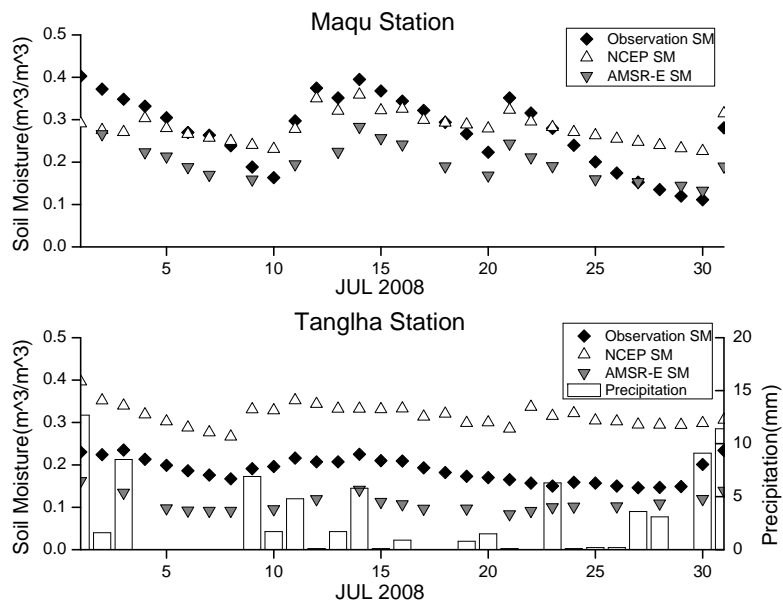 Maqu Station
Soil Moisture(m^3/m^3)
0.5
0.4
0.3
0.2
0.1
0.0
Observation SM
NCEP SM
AMSR-E SM
5 10 15 20 25 30
JUL 2008
Tanglha Station
Soil Moisture(m^3/m^3)
0.5
0.4
0.3
0.2
0.1
0.0
Observation SM
NCEP SM
AMSR-E SM
Precipitation
20
15
10
5
0
Precipitation(mm)
5 10 15 20 25 30
JUL 2008